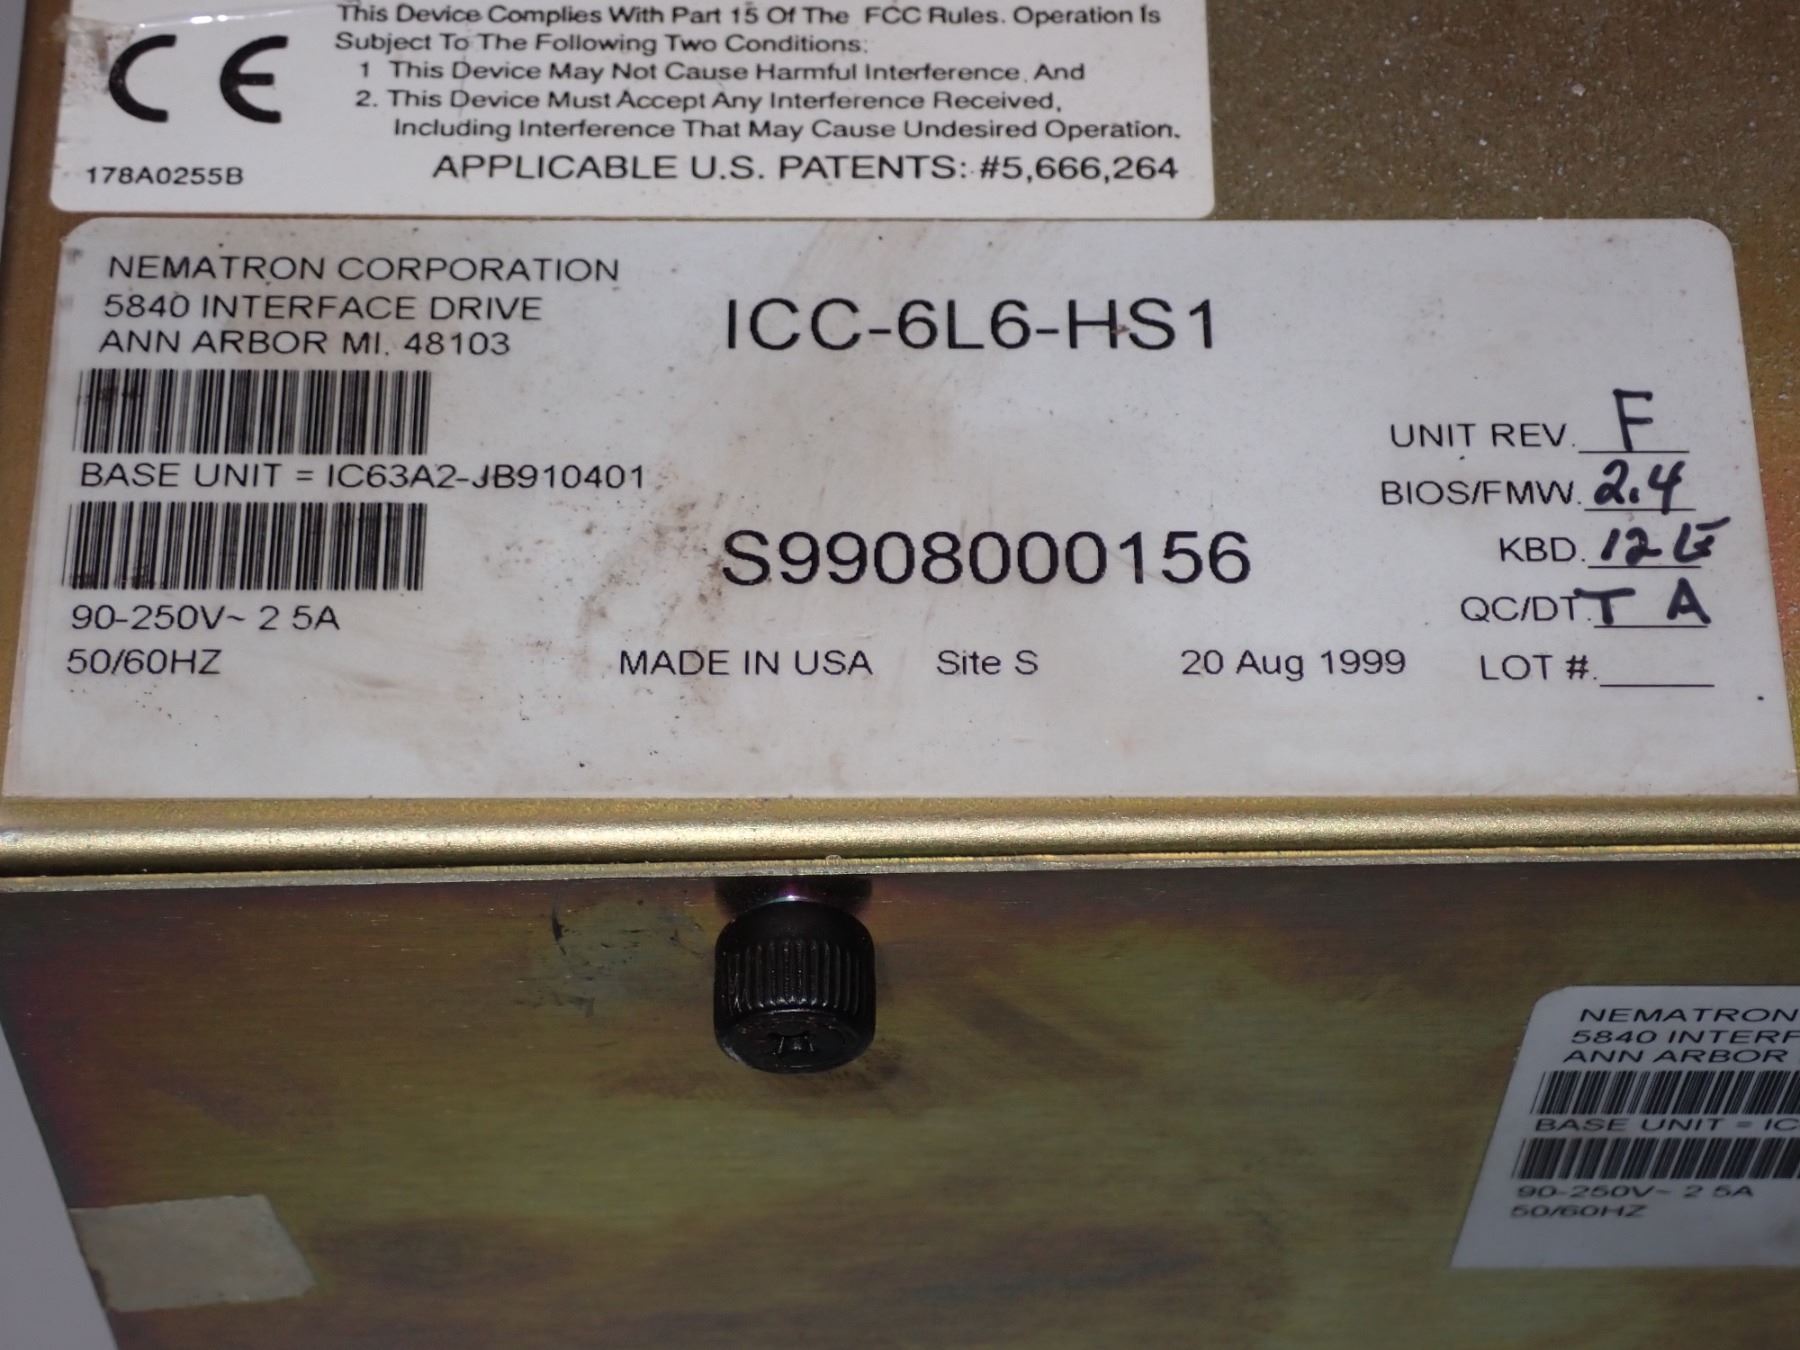 This Device Complies With Part 15 Of The FCC Rules. Operation Is
Subject To The Following Two Conditions:
1 This Device May Not Cause Harmful Interference, And
2. This Device Must Accept Any Interference Received,
Including Interference That May Cause Undesired Operation.
CE
178A0255B
APPLICABLE U.S. PATENTS: #5,666,264
NEMATRON CORPORATION
5840 INTERFACE DRIVE
ANN ARBOR MI. 48103
ICC-6L6-HS1
BASE UNIT = IC63A2-JB910401
S9908000156
90-250V~ 2 5A
50/60HZ
MADE IN USA Site S 20 Aug 1999
UNIT REV. F
BIOS/FMW. 2.4
KBD. 12
QC/DT. T A
LOT #.
NEMATRON
5840 INTERF
ANN ARBOR
BASE UNIT = IC
90-250V~ 2 5A
50/60HZ